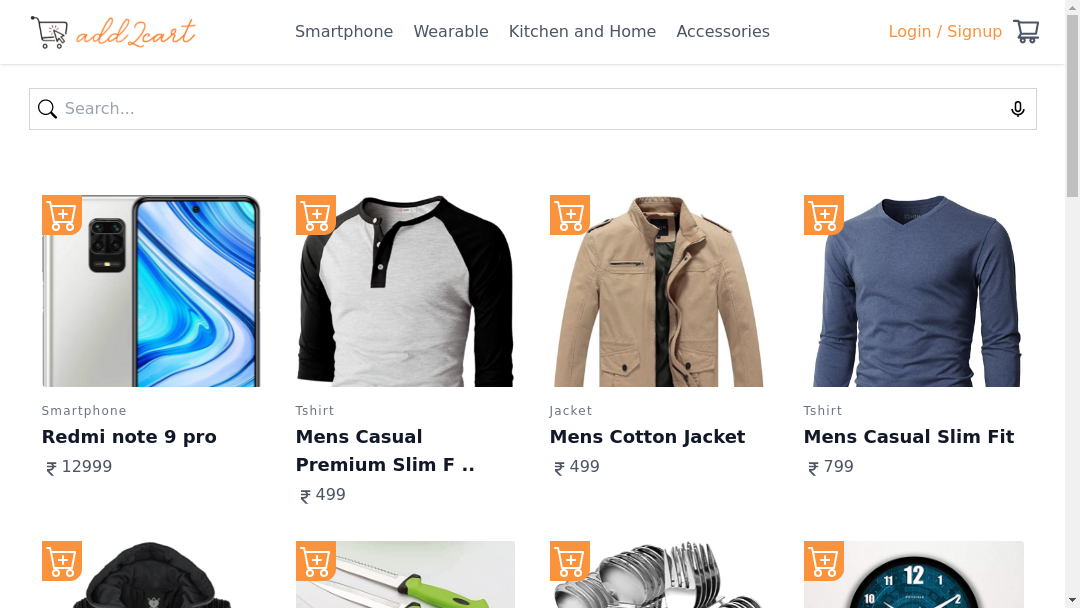 add2cart
Smartphone Wearable Kitchen and Home Accessories
Login / Signup
Search...
Smartphone
Redmi note 9 pro
₹ 12999
Tshirt
Mens Casual
Premium Slim F ..
₹ 499
Jacket
Mens Cotton Jacket
₹ 499
Tshirt
Mens Casual Slim Fit
₹ 799
11 12 1
10 2